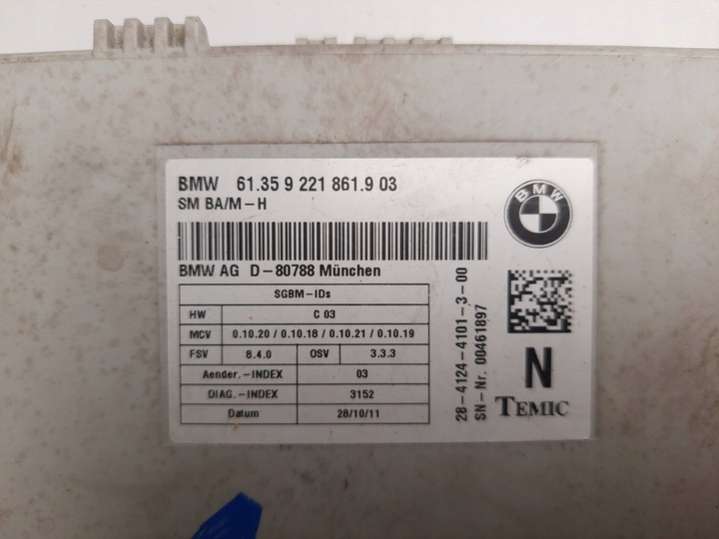 BMW 61.35 9 221 861.9 03
SM BA/M-H
BMW
BMW AG D-80788 München
SGBM-IDs
HW C 03
MCV 0.10.20 / 0.10.18 / 0.10.21 / 0.10.19
FSV 8.4.0 OSV 3.3.3
Aender.-INDEX 03
DIAG.-INDEX 3152
Datum 28/10/11
28-4124-4101-3-00
SN-Nr. 00461897
N
TEMIC